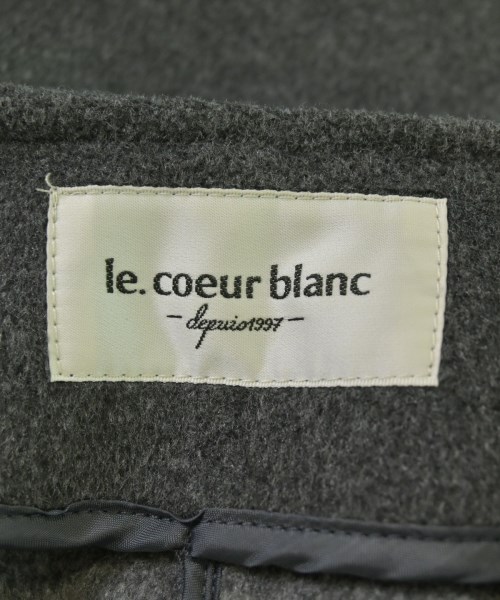 le. coeur blanc
- depuis1997 -